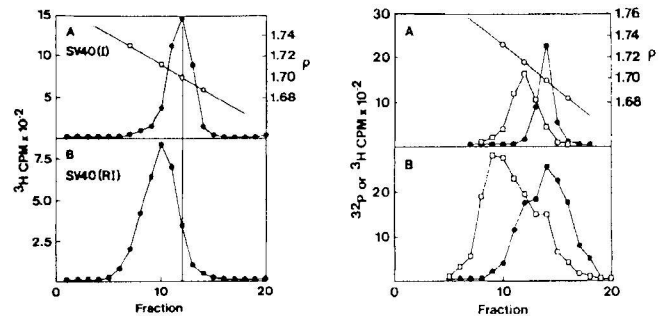 15
A
SV40(I)
10
5
1.74
1.72
1.70
1.68
ρ
³H CPM x 10⁻²
B
SV40(RI)
7.5
5.0
2.5
0
10
20
Fraction
30
A
20
10
1.76
1.74
1.72
1.70
1.68
ρ
³²P or ³H CPM x 10⁻²
B
20
10
0
10
20
Fraction